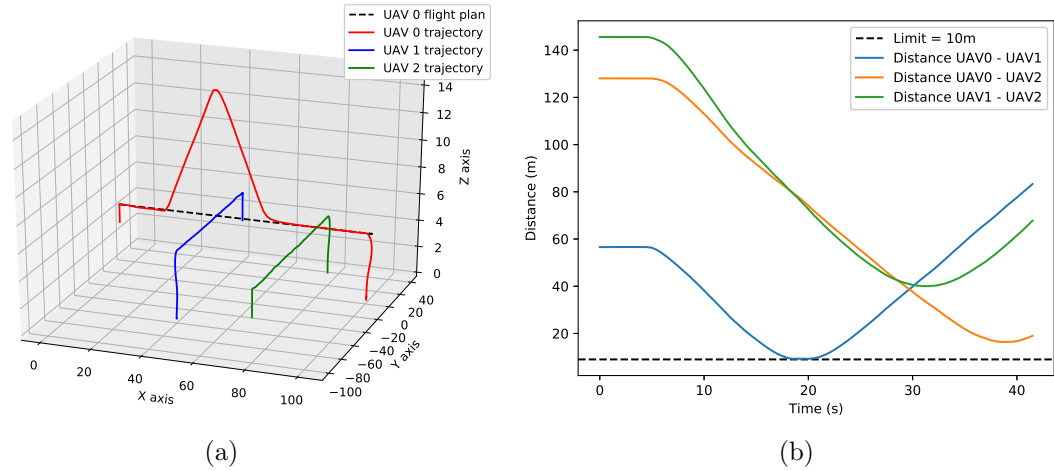 UAV 0 flight plan
UAV 0 trajectory
UAV 1 trajectory
UAV 2 trajectory
14
12
10
8
6
4
2
0
Z axis
0
20
40
60
80
100
X axis
−100
−80
−60
−40
−20
0
20
40
Y axis
(a)
Limit = 10m
Distance UAV0 - UAV1
Distance UAV0 - UAV2
Distance UAV1 - UAV2
140
120
100
80
60
40
20
Distance (m)
0
10
20
30
40
Time (s)
(b)